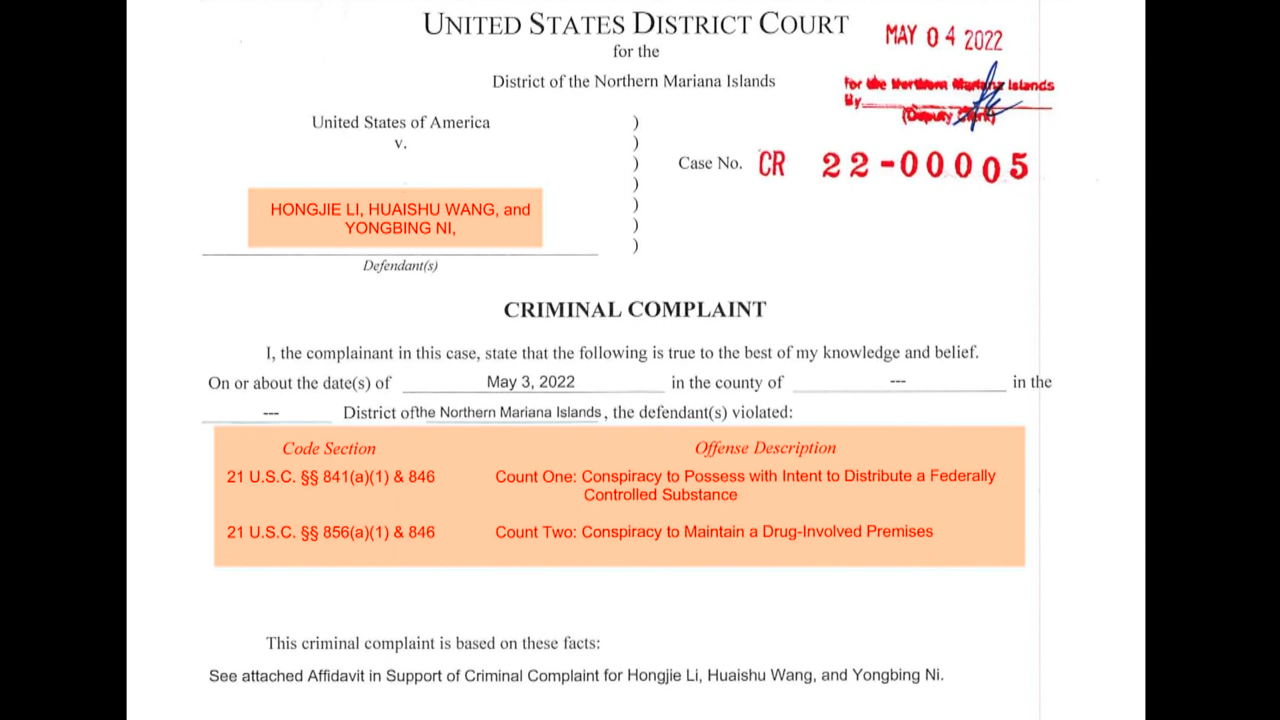 UNITED STATES DISTRICT COURT
MAY 04 2022
for the
District of the Northern Mariana Islands
for the Northern Mariana Islands
By
(Deputy Clerk)
United States of America )
v. )
Case No. CR 22-00005
)
)
HONGJIE LI, HUAISHU WANG, and )
YONGBING NI, )
)
Defendant(s)
CRIMINAL COMPLAINT
I, the complainant in this case, state that the following is true to the best of my knowledge and belief.
On or about the date(s) of May 3, 2022 in the county of --- in the
--- District of the Northern Mariana Islands , the defendant(s) violated:
Code Section Offense Description
21 U.S.C. §§ 841(a)(1) & 846 Count One: Conspiracy to Possess with Intent to Distribute a Federally
Controlled Substance
21 U.S.C. §§ 856(a)(1) & 846 Count Two: Conspiracy to Maintain a Drug-Involved Premises
This criminal complaint is based on these facts:
See attached Affidavit in Support of Criminal Complaint for Hongjie Li, Huaishu Wang, and Yongbing Ni.